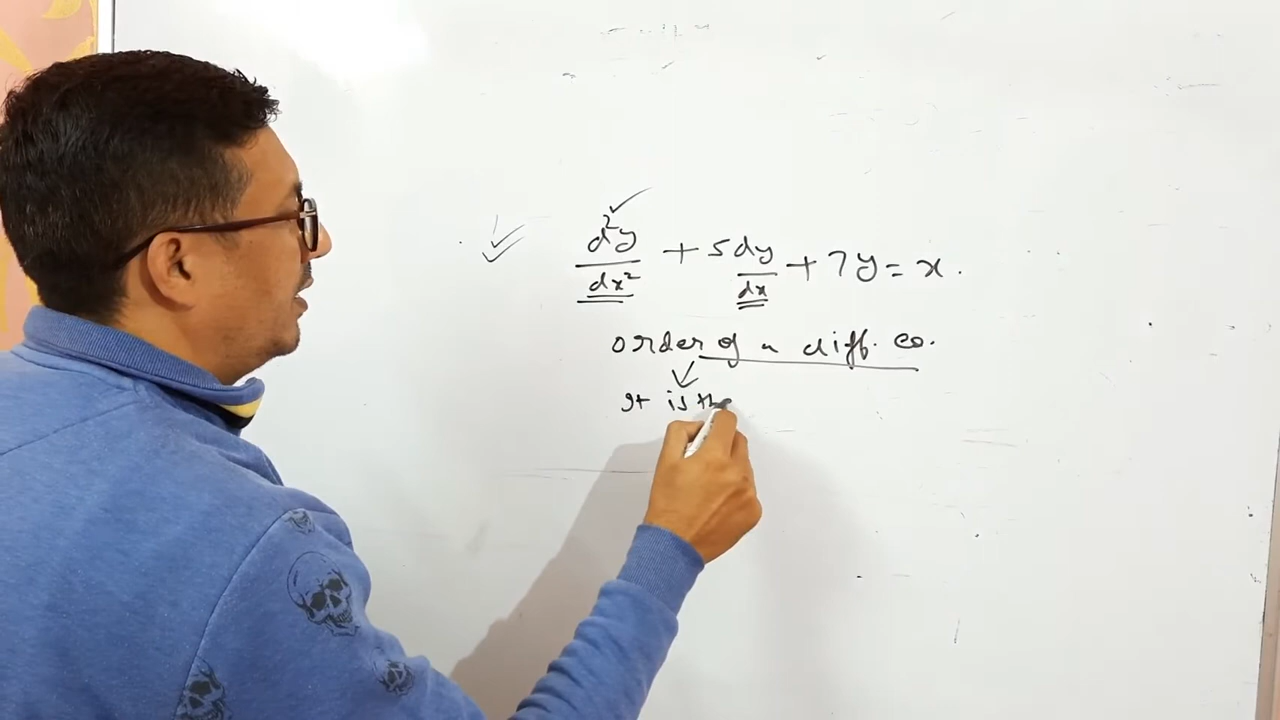 d²y/dx² + 5dy/dx + 7y = x.
order of a diff. eq.
It is the